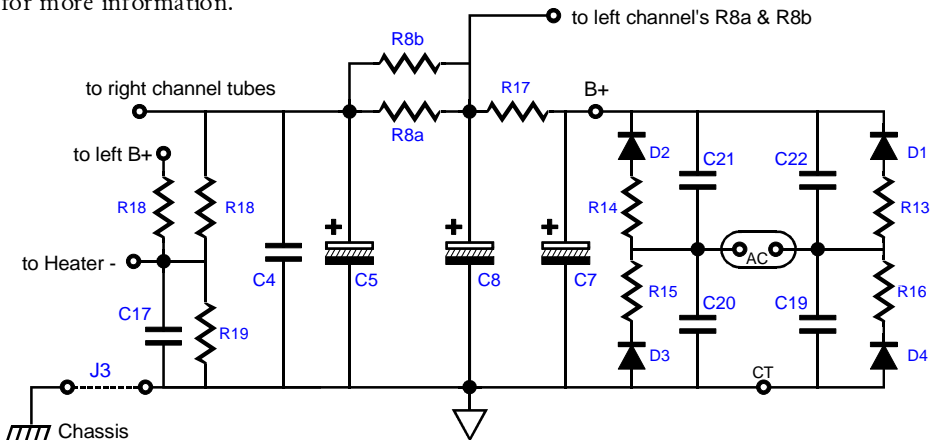 for more information.
to left channel's R8a & R8b
R8b
to right channel tubes
R17
B+
R8a
to left B+
D2
C21
C22
D1
R18
R18
R14
R13
to Heater -
AC
C4
C5
C8
C7
R15
C20
C19
R16
C17
R19
D3
D4
J3
CT
Chassis